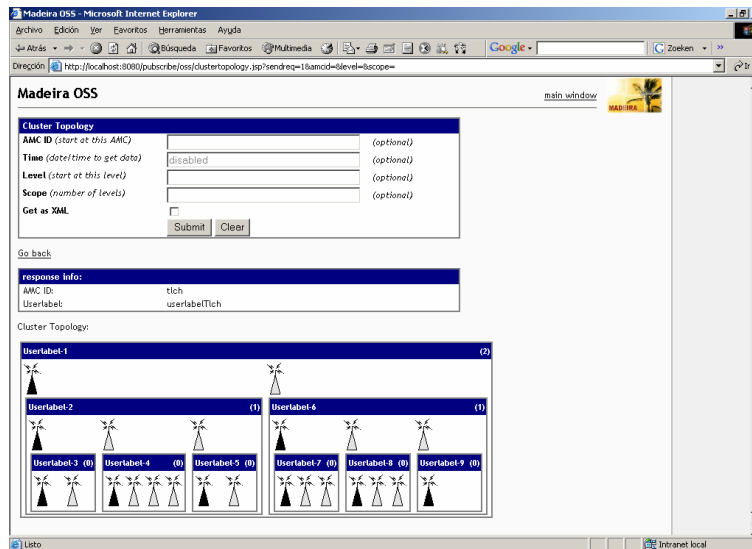 Madeira OSS - Microsoft Internet Explorer
Archivo Edición Ver Favoritos Herramientas Ayuda
Atrás Búsqueda Favoritos Multimedia Google Zoeken »
Dirección http://localhost:8080/pubscribe/oss/clustertopology.jsp?sendreq=1&amcid=&level=&scope= Ir
Madeira OSS main window MADEIRA
Cluster Topology
AMC ID (start at this AMC) (optional)
Time (date/time to get data) disabled (optional)
Level (start at this level) (optional)
Scope (number of levels) (optional)
Get as XML
Submit Clear
Go back
response info:
AMC ID: tlch
Userlabel: userlabelTlch
Cluster Topology:
Userlabel-1 (2)
Userlabel-2 (1) Userlabel-6 (1)
Userlabel-3 (0) Userlabel-4 (0) Userlabel-5 (0) Userlabel-7 (0) Userlabel-8 (0) Userlabel-9 (0)
Listo Intranet local